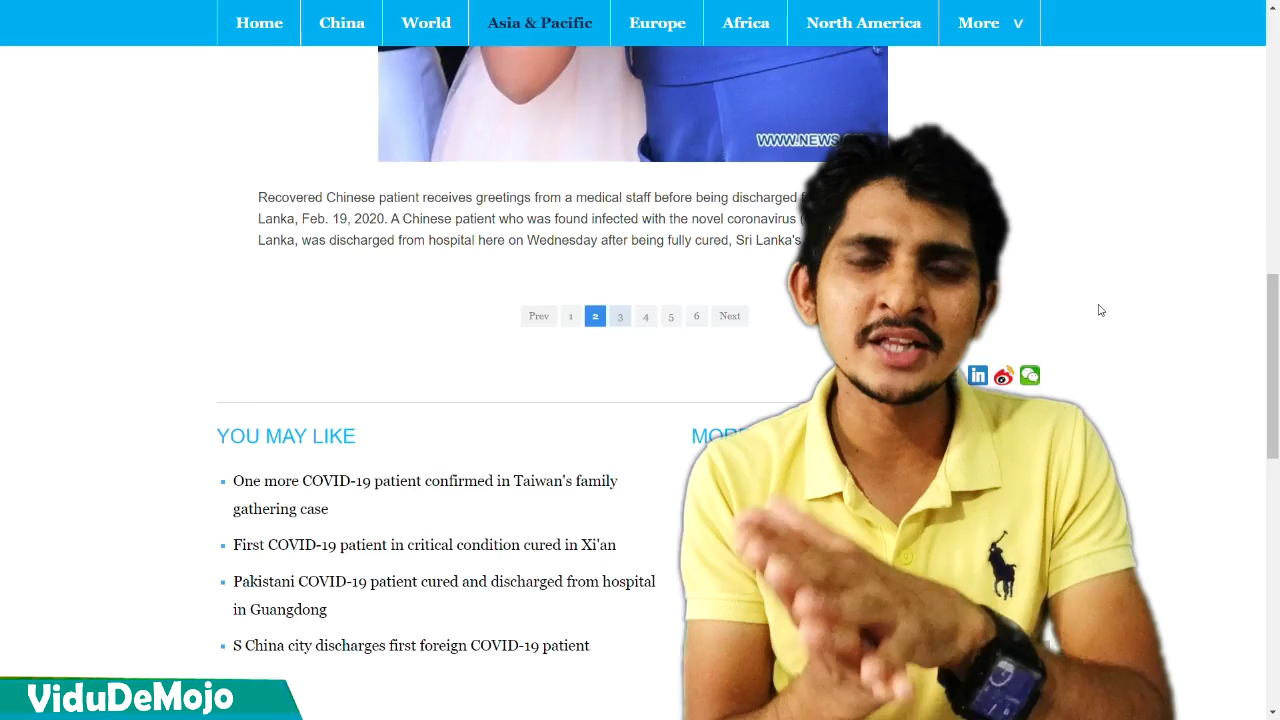 Home China World Asia & Pacific Europe Africa North America More v
WWW.NEWS
Recovered Chinese patient receives greetings from a medical staff before being discharged
Lanka, Feb. 19, 2020. A Chinese patient who was found infected with the novel coronavirus (
Lanka, was discharged from hospital here on Wednesday after being fully cured, Sri Lanka's
Prev 1 2 3 4 5 6 Next
in
YOU MAY LIKE
MORE
One more COVID-19 patient confirmed in Taiwan's family
gathering case
First COVID-19 patient in critical condition cured in Xi'an
Pakistani COVID-19 patient cured and discharged from hospital
in Guangdong
S China city discharges first foreign COVID-19 patient
ViduDeMojo